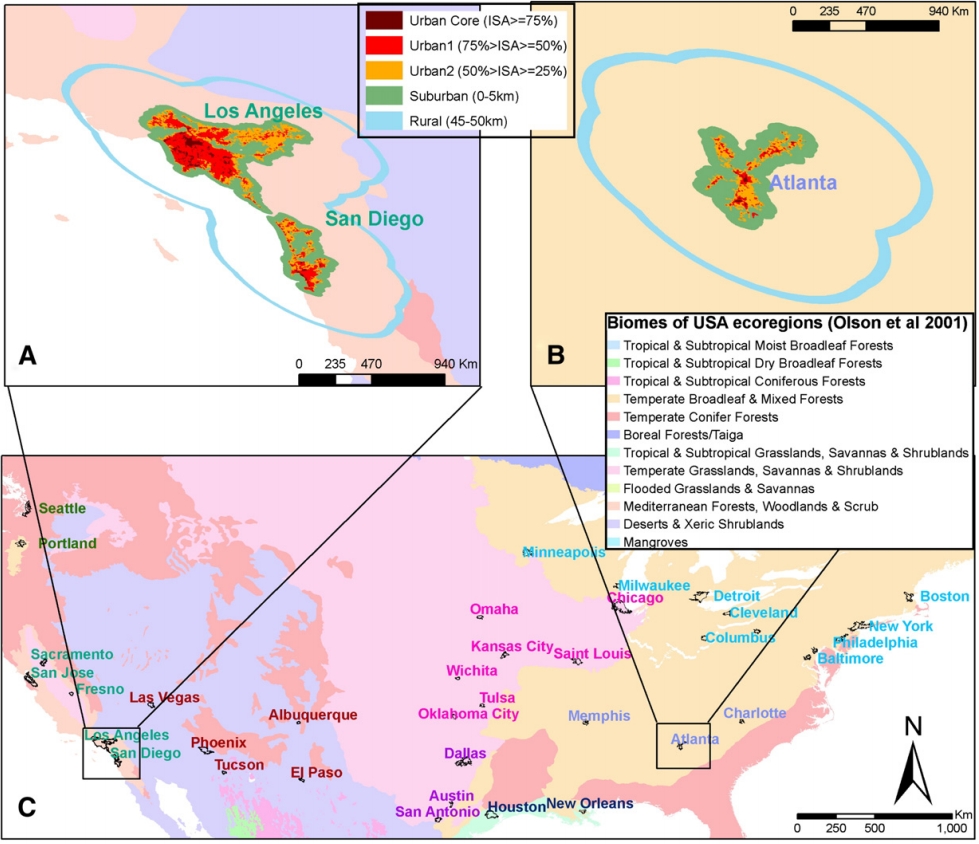 Urban Core (ISA>=75%)
Urban1 (75%>ISA>=50%)
Urban2 (50%>ISA>=25%)
Suburban (0-5km)
Rural (45-50km)
Los Angeles
San Diego
A
0 235 470 940 Km
0 235 470 940 Km
Atlanta
B
Biomes of USA ecoregions (Olson et al 2001)
Tropical & Subtropical Moist Broadleaf Forests
Tropical & Subtropical Dry Broadleaf Forests
Tropical & Subtropical Coniferous Forests
Temperate Broadleaf & Mixed Forests
Temperate Conifer Forests
Boreal Forests/Taiga
Tropical & Subtropical Grasslands, Savannas & Shrublands
Temperate Grasslands, Savannas & Shrublands
Flooded Grasslands & Savannas
Mediterranean Forests, Woodlands & Scrub
Deserts & Xeric Shrublands
Mangroves
Seattle
Portland
Minneapolis
Milwaukee
Chicago
Detroit
Cleveland
Boston
Omaha
New York
Philadelphia
Columbus
Baltimore
Kansas City
Saint Louis
Sacramento
San Jose
Fresno
Wichita
Las Vegas
Tulsa
Albuquerque
Oklahoma City
Memphis
Charlotte
Los Angeles
San Diego
Phoenix
Tucson
El Paso
Dallas
Atlanta
Austin
San Antonio
Houston
New Orleans
C
N
0 250 500 1,000 Km